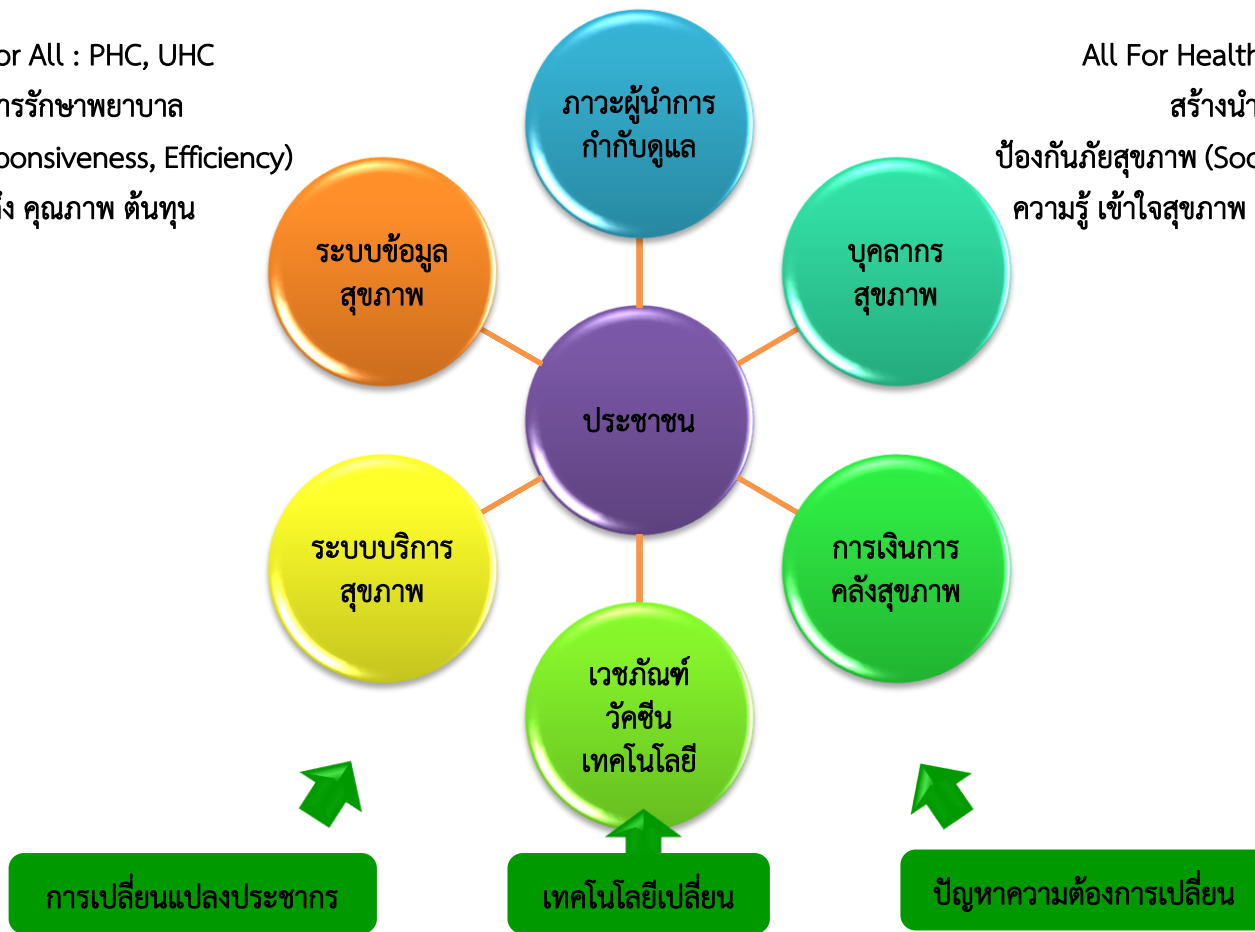 or All : PHC, UHC
ารรักษาพยาบาล
ponsiveness, Efficiency)
ถึง คุณภาพ ต้นทุน
All For Health
สร้างนำ
ป้องกันภัยสุขภาพ (Soc
ความรู้ เข้าใจสุขภาพ
ภาวะผู้นำการ
กำกับดูแล
ระบบข้อมูล
สุขภาพ
บุคลากร
สุขภาพ
ประชาชน
ระบบบริการ
สุขภาพ
การเงินการ
คลังสุขภาพ
เวชภัณฑ์
วัคซีน
เทคโนโลยี
การเปลี่ยนแปลงประชากร
เทคโนโลยีเปลี่ยน
ปัญหาความต้องการเปลี่ยน